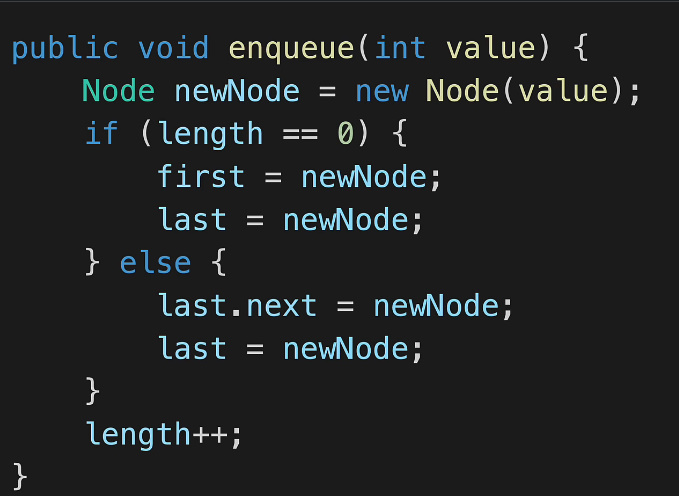 public void enqueue(int value) {
    Node newNode = new Node(value);
    if (length == 0) {
        first = newNode;
        last = newNode;
    } else {
        last.next = newNode;
        last = newNode;
    }
    length++;
}